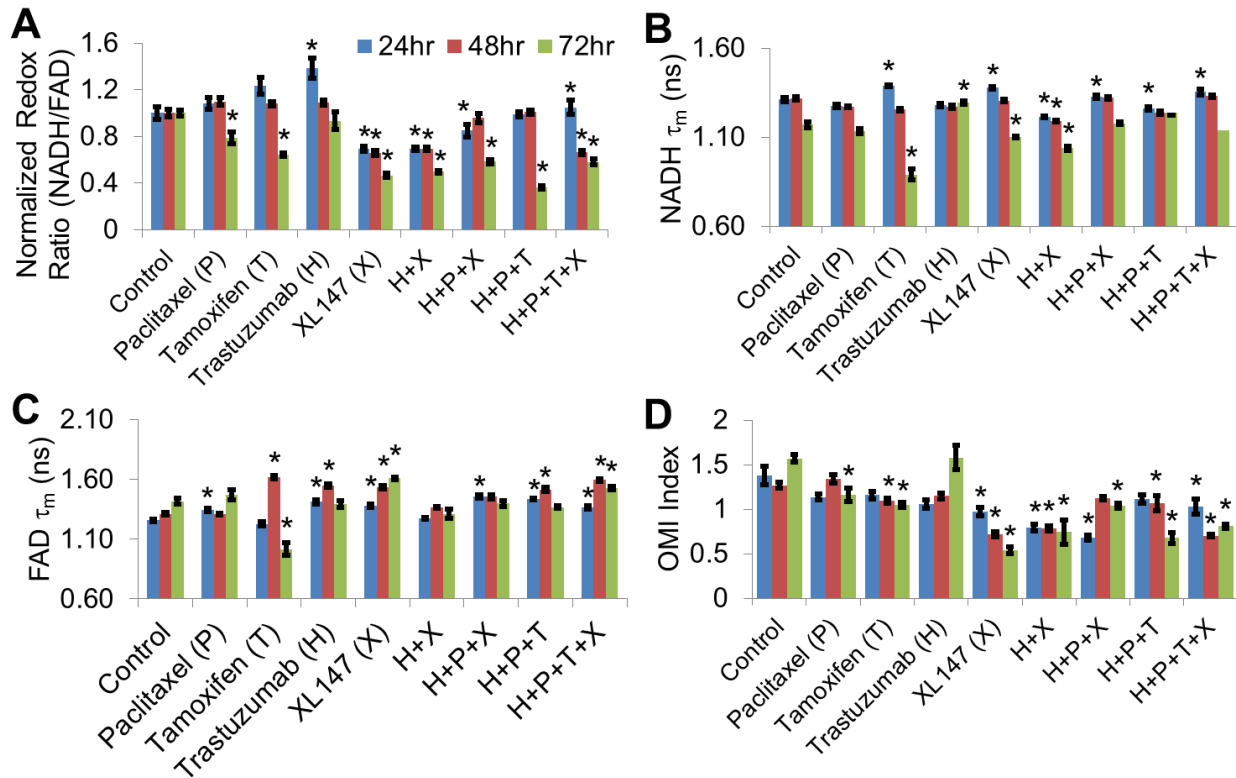 A
Normalized Redox
Ratio (NADH/FAD)
1.6
1.2
0.8
0.4
0
24hr 48hr 72hr
* * * * * * * * * * * * * * *
Control
Paclitaxel (P)
Tamoxifen (T)
Trastuzumab (H)
XL147 (X)
H+X
H+P+X
H+P+T
H+P+T+X
B
NADH τm (ns)
1.60
1.10
0.60
* * * * * * * * * * *
Control
Paclitaxel (P)
Tamoxifen (T)
Trastuzumab (H)
XL147 (X)
H+X
H+P+X
H+P+T
H+P+T+X
C
FAD τm (ns)
2.10
1.60
1.10
0.60
* * * * * * * * * * * * * *
Control
Paclitaxel (P)
Tamoxifen (T)
Trastuzumab (H)
XL147 (X)
H+X
H+P+X
H+P+T
H+P+T+X
D
OMI Index
2
1.5
1
0.5
0
* * * * * * * * * * * * * * * *
Control
Paclitaxel (P)
Tamoxifen (T)
Trastuzumab (H)
XL147 (X)
H+X
H+P+X
H+P+T
H+P+T+X